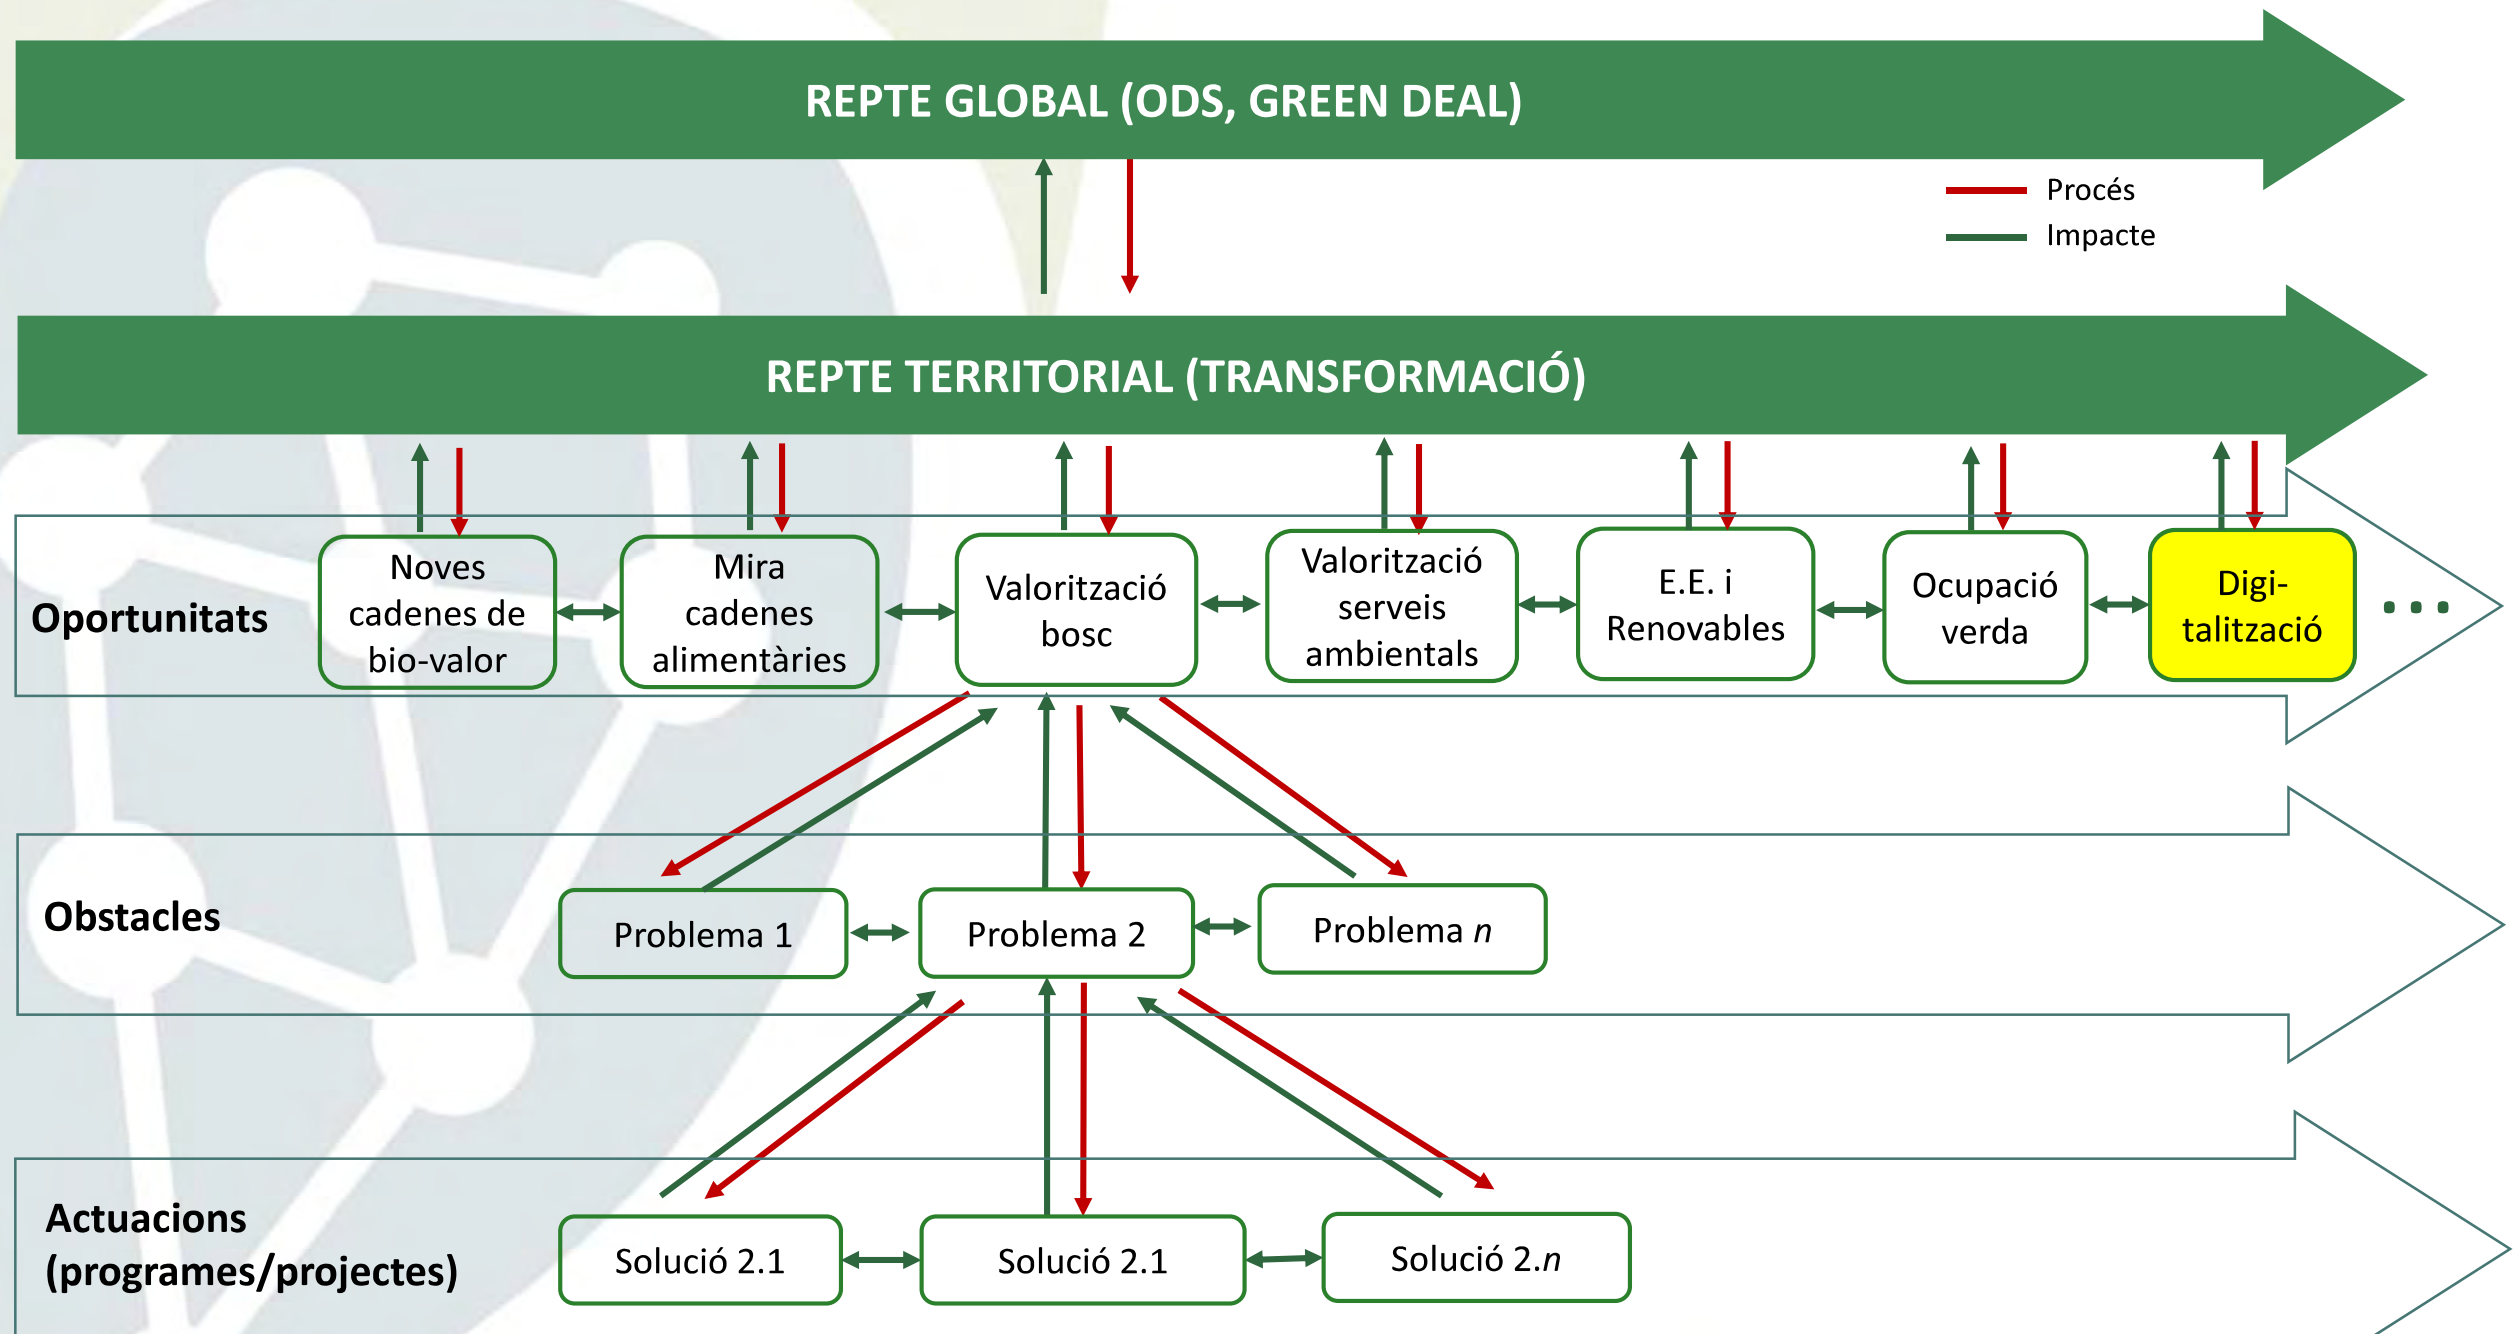 REPTE GLOBAL (ODS, GREEN DEAL)
Procés
Impacte
REPTE TERRITORIAL (TRANSFORMACIÓ)
Oportunitats
Noves
cadenes de
bio-valor
Mira
cadenes
alimentàries
Valorització
bosc
Valorització
serveis
ambientals
E.E. i
Renovables
Ocupació
verda
Digi-
talització
...
Obstacles
Problema 1
Problema 2
Problema n
Actuacions
(programes/projectes)
Solució 2.1
Solució 2.1
Solució 2.n